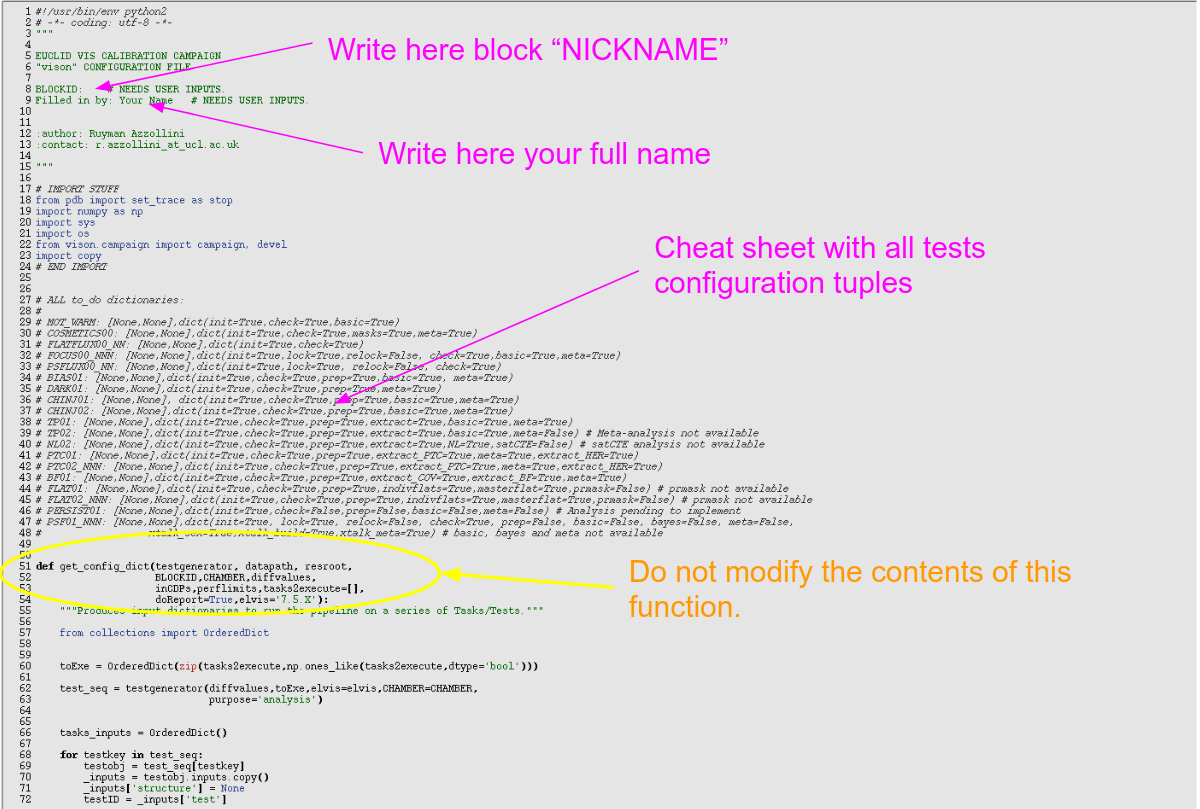 1 #!/usr/bin/env python2
2 # -*- coding: utf-8 -*-
3 """
4
5 EUCLID VIS CALIBRATION CAMPAIGN
6 "vison" CONFIGURATION FILE
7
8 BLOCKID: # NEEDS USER INPUTS.
9 Filled in by: Your Name # NEEDS USER INPUTS.
10
11
12 :author: Ruyman Azzollini
13 :contact: r.azzollini_at_ucl.ac.uk
14
15 """
16
17 # IMPORT STUFF
18 from pdb import set_trace as stop
19 import numpy as np
20 import sys
21 import os
22 from vison.campaign import campaign, devel
23 import copy
24 # END IMPORT
25
26
27 # ALL to_do dictionaries:
28 #
29 # MOT_WARM: [None,None],dict(init=True,check=True,basic=True)
30 # COSMETICS00: [None,None],dict(init=True,check=True,masks=True,meta=True)
31 # FLATFLUX00_NN: [None,None],dict(init=True,check=True)
32 # FOCUS00_NNN: [None,None],dict(init=True,lock=True,relock=False, check=True,basic=True,meta=True)
33 # PSFLUX00_NN: [None,None],dict(init=True,lock=True, relock=False, check=True)
34 # BIAS01: [None,None],dict(init=True,check=True,prep=True,basic=True, meta=True)
35 # DARK01: [None,None],dict(init=True,check=True,prep=True,meta=True)
36 # CHINJ01: [None,None], dict(init=True,check=True,prep=True,basic=True,meta=True)
37 # CHINJ02: [None,None],dict(init=True,check=True,prep=True,basic=True,meta=True)
38 # TP01: [None,None],dict(init=True,check=True,prep=True,extract=True,basic=True,meta=True)
39 # TP02: [None,None],dict(init=True,check=True,prep=True,extract=True,basic=True,meta=False) # Meta-analysis not available
40 # NL02: [None,None],dict(init=True,check=True,prep=True,extract=True,NL=True,satCTE=False) # satCTE analysis not available
41 # PTC01: [None,None],dict(init=True,check=True,prep=True,extract_PTC=True,meta=True,extract_HER=True)
42 # PTC02_NNN: [None,None],dict(init=True,check=True,prep=True,extract_PTC=True,meta=True,extract_HER=True)
43 # BF01: [None,None],dict(init=True,check=True,prep=True,extract_COV=True,extract_BF=True,meta=True)
44 # FLAT01: [None,None],dict(init=True,check=True,prep=True,indivflats=True,masterflat=True,prmask=False) # prmask not available
45 # FLAT02_NNN: [None,None],dict(init=True,check=True,prep=True,indivflats=True,masterflat=True,prmask=False) # prmask not available
46 # PERSIST01: [None,None],dict(init=True,check=False,prep=False,basic=False,meta=False) # Analysis pending to implement
47 # PSF01_NNN: [None,None],dict(init=True, lock=True, relock=False, check=True, prep=False, basic=False, bayes=False, meta=False,
48 # xtalk_sex=True,xtalk_build=True,xtalk_meta=True) # basic, bayes and meta not available
49
50
51 def get_config_dict(testgenerator, datapath, resroot,
52 BLOCKID,CHAMBER,diffvalues,
53 inCDPs,perflimits,tasks2execute=[],
54 doReport=True,elvis='7.5.X'):
55 """Produces input dictionaries to run the pipeline on a series of Tasks/Tests."""
56
57 from collections import OrderedDict
58
59
60 toExe = OrderedDict(zip(tasks2execute,np.ones_like(tasks2execute,dtype='bool')))
61
62 test_seq = testgenerator(diffvalues,toExe,elvis=elvis,CHAMBER=CHAMBER,
63 purpose='analysis')
64
65
66 tasks_inputs = OrderedDict()
67
68 for testkey in test_seq:
69 testobj = test_seq[testkey]
70 _inputs = testobj.inputs.copy()
71 _inputs['structure'] = None
72 testID = _inputs['test']
Write here block “NICKNAME”
Write here your full name
Cheat sheet with all tests
configuration tuples
Do not modify the contents of this
function.